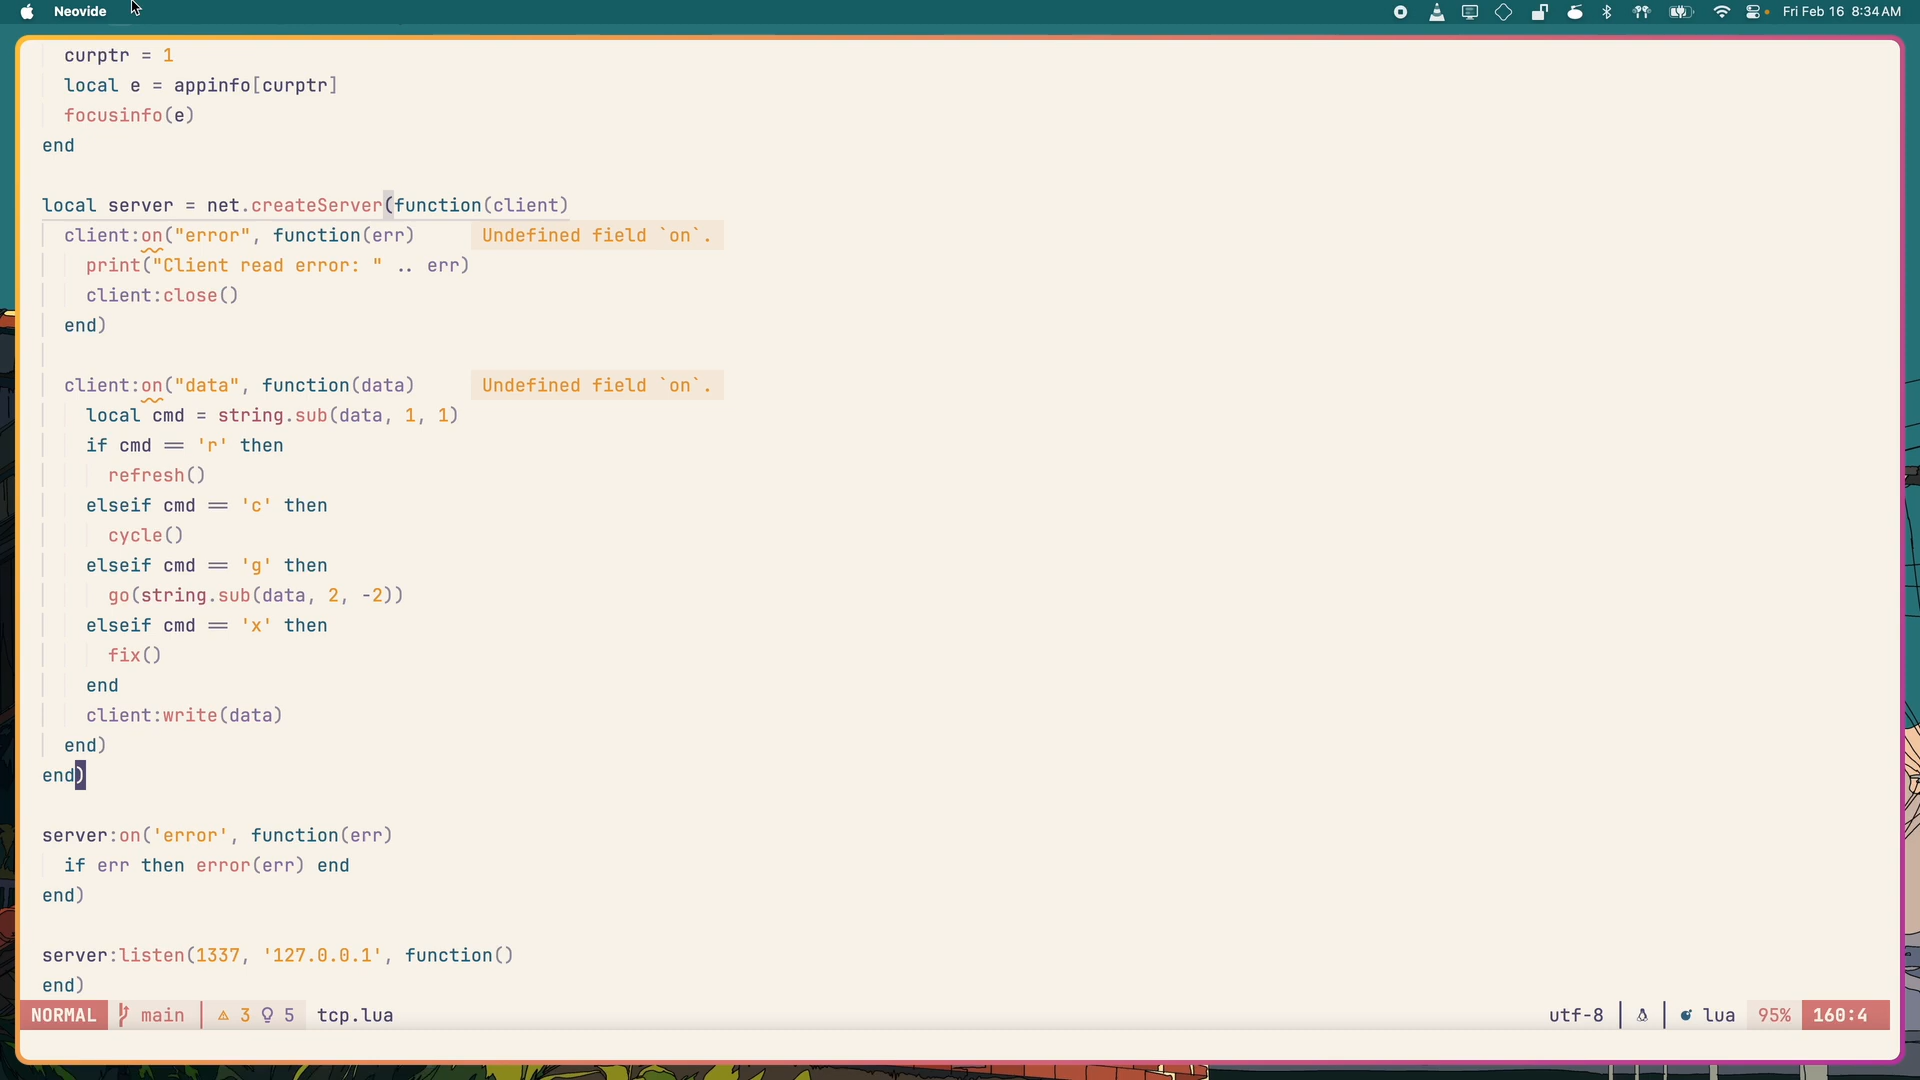 Neovide
Fri Feb 16 8:34 AM
curptr = 1
local e = appinfo[curptr]
focusinfo(e)
end
local server = net.createServer(function(client)
client:on("error", function(err) Undefined field `on`.
print("Client read error: " .. err)
client:close()
end)
client:on("data", function(data) Undefined field `on`.
local cmd = string.sub(data, 1, 1)
if cmd == 'r' then
refresh()
elseif cmd == 'c' then
cycle()
elseif cmd == 'g' then
go(string.sub(data, 2, -2))
elseif cmd == 'x' then
fix()
end
client:write(data)
end)
end)
server:on('error', function(err)
if err then error(err) end
end)
server:listen(1337, '127.0.0.1', function()
end)
NORMAL main 3 5 tcp.lua utf-8 lua 95% 160:4